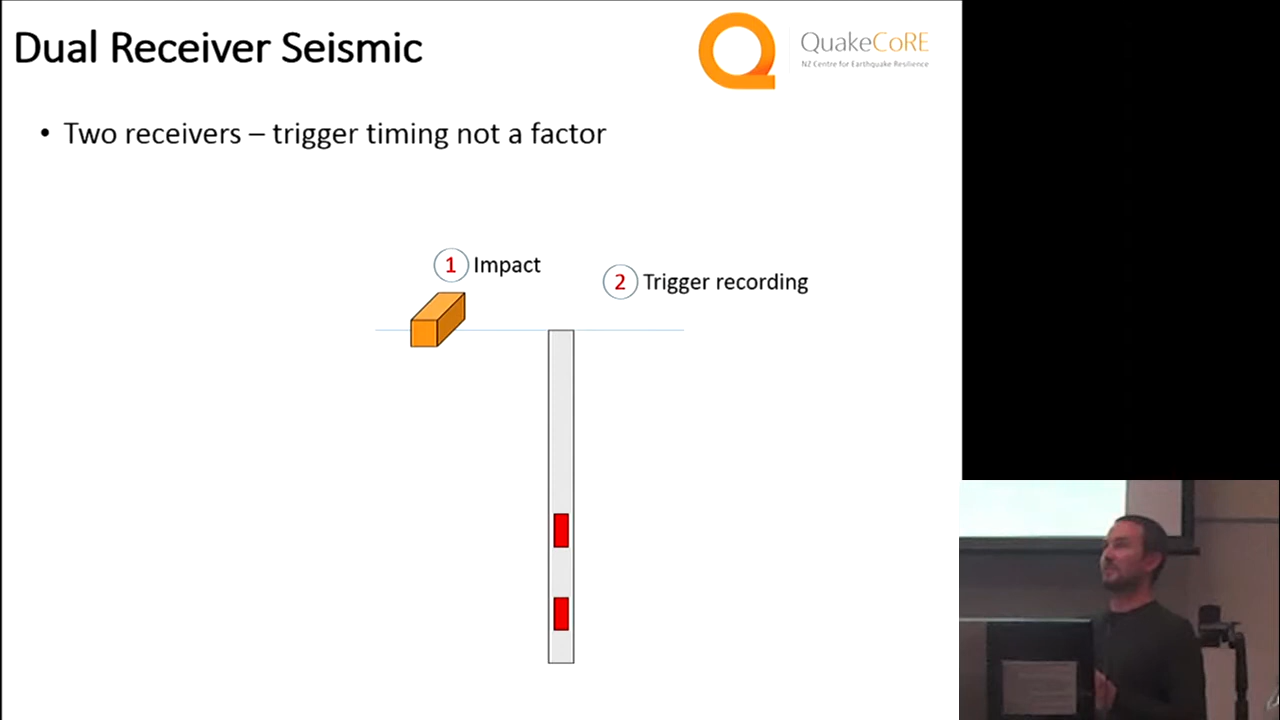 Dual Receiver Seismic
QuakeCoRE
NZ Centre for Earthquake Resilience
• Two receivers – trigger timing not a factor
1 Impact
2 Trigger recording